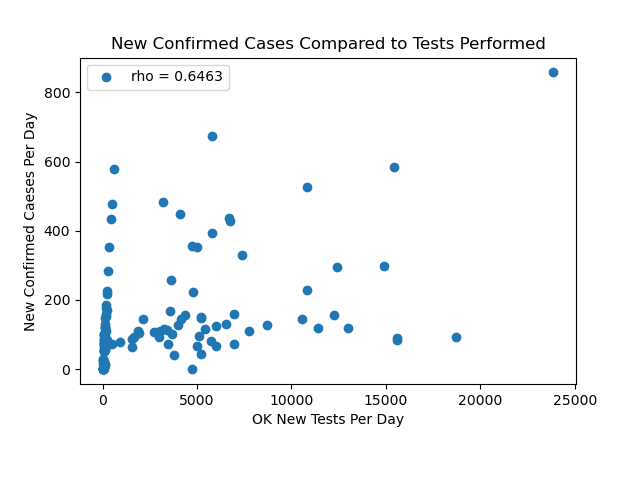 New Confirmed Cases Compared to Tests Performed
rho = 0.6463
New Confirmed Caeses Per Day
800
600
400
200
0
0 5000 10000 15000 20000 25000
OK New Tests Per Day